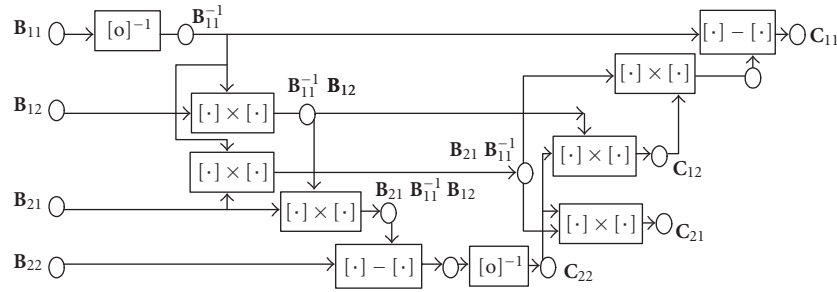 B₁₁ [o]⁻¹ B₁₁⁻¹ [·] − [·] C₁₁
[·] × [·]
B₁₂ [·] × [·] B₁₁⁻¹ B₁₂
B₂₁ B₁₁⁻¹ [·] × [·] C₁₂
[·] × [·]
B₂₁ [·] × [·] B₂₁ B₁₁⁻¹ B₁₂ [·] × [·] C₂₁
B₂₂ [·] − [·] [o]⁻¹ C₂₂